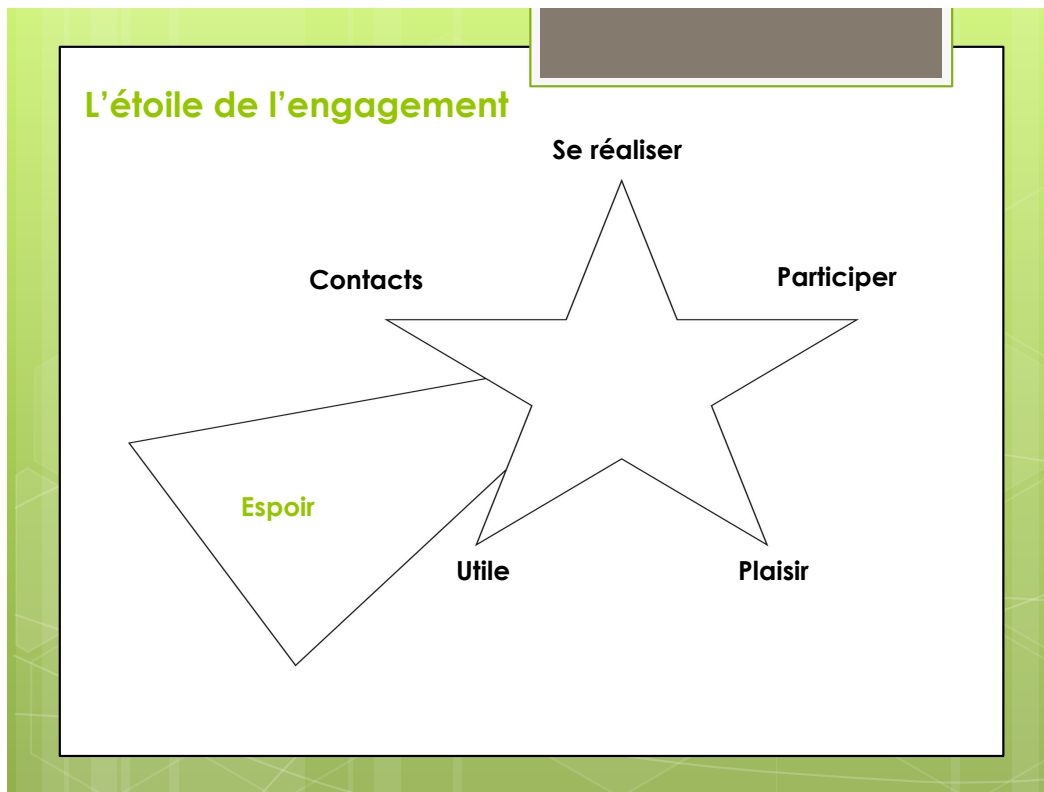 L'étoile de l'engagement
Se réaliser
Contacts
Participer
Espoir
Utile
Plaisir